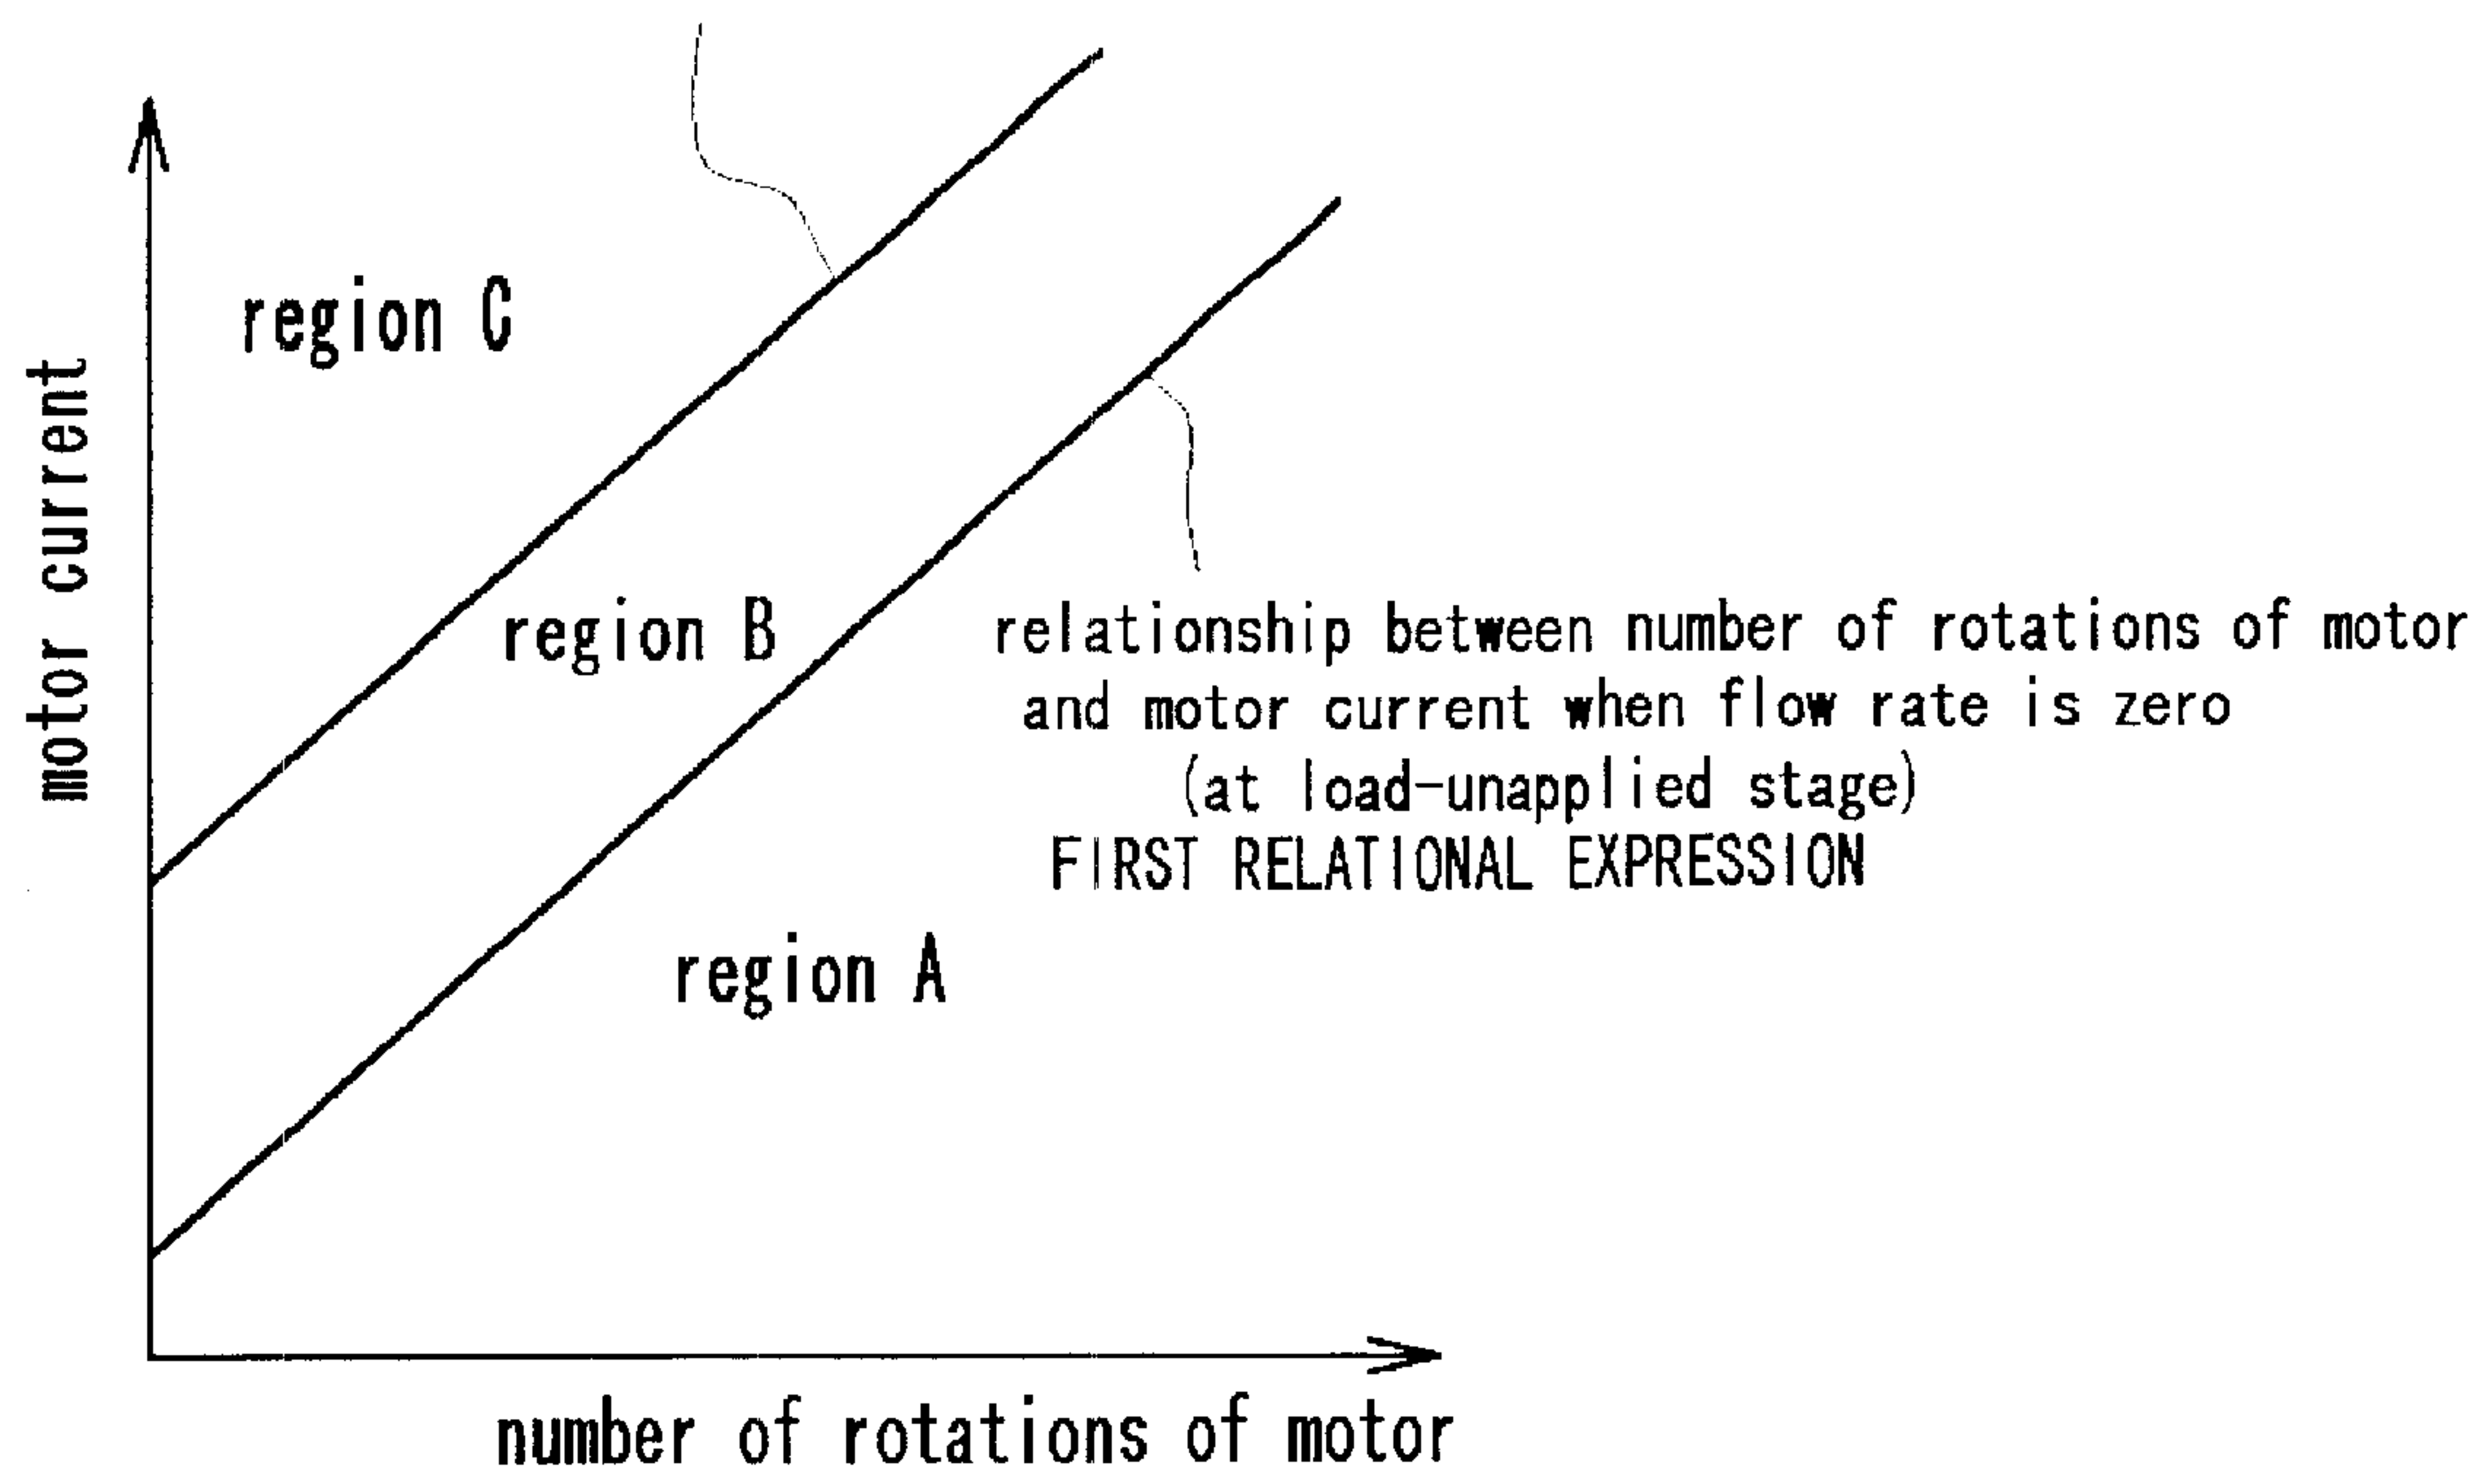 region C
motor current
region B
relationship between number of rotations of motor
and motor current when flow rate is zero
(at load-unapplied stage)
FIRST RELATIONAL EXPRESSION
region A
number of rotations of motor